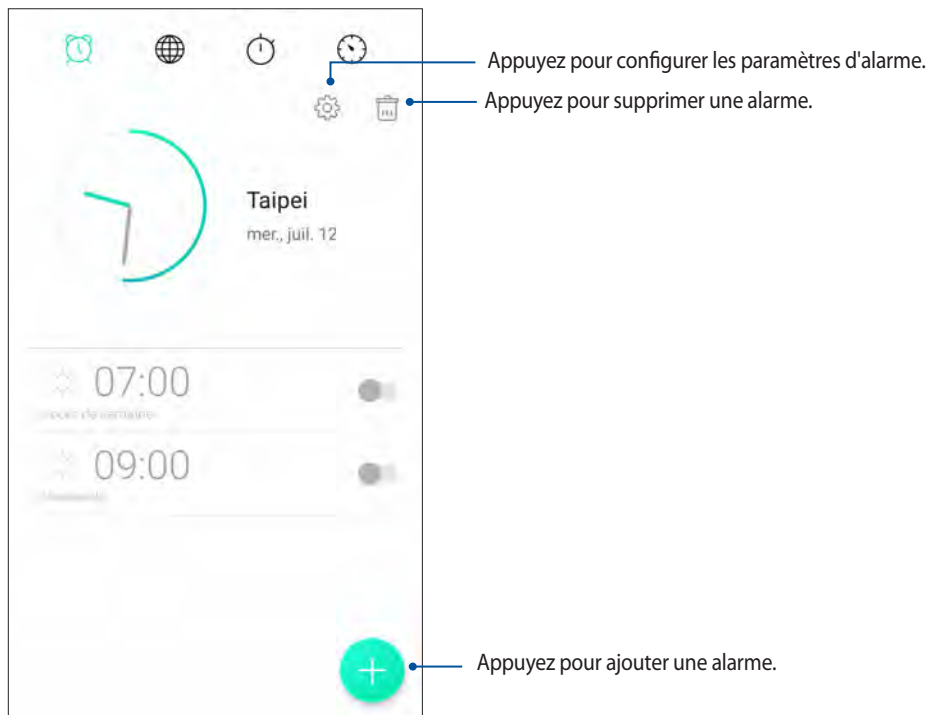 Appuyez pour configurer les paramètres d'alarme.
Appuyez pour supprimer une alarme.
Taipei
mer., juil. 12
07:00
09:00
Appuyez pour ajouter une alarme.